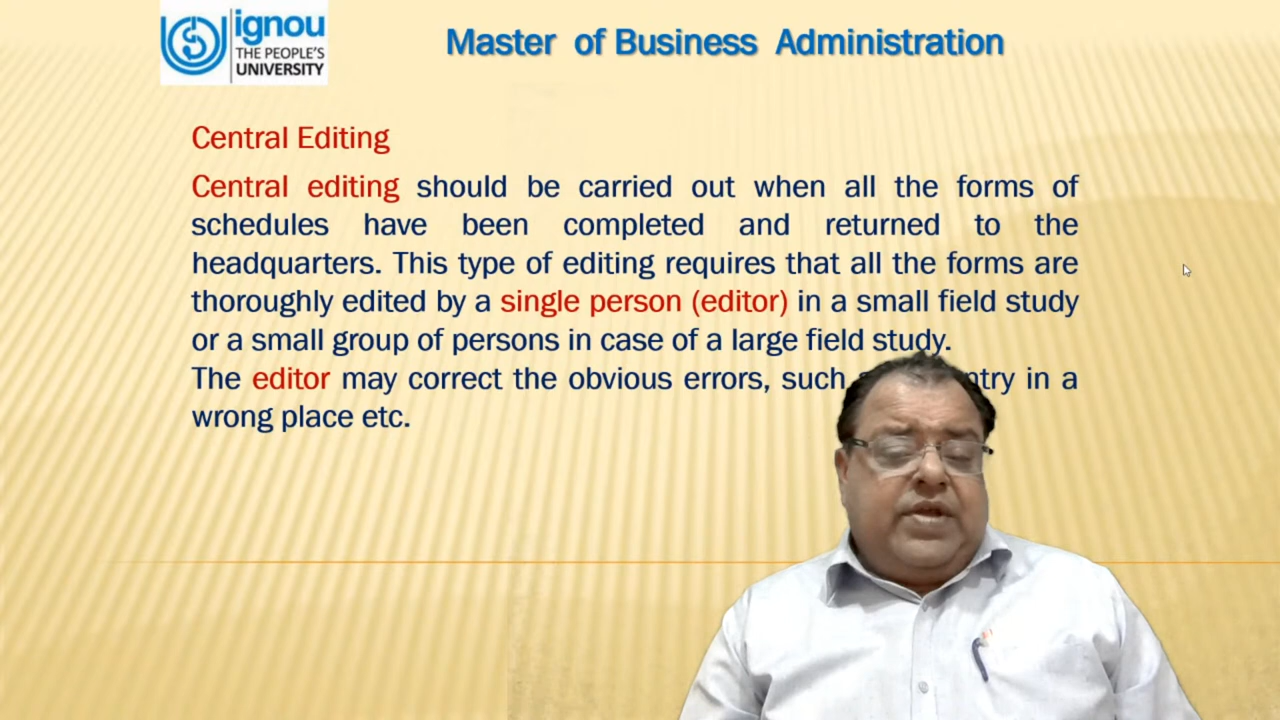 ignou
THE PEOPLE'S
UNIVERSITY
Master of Business Administration
Central Editing
Central editing should be carried out when all the forms of
schedules have been completed and returned to the
headquarters. This type of editing requires that all the forms are
thoroughly edited by a single person (editor) in a small field study
or a small group of persons in case of a large field study.
The editor may correct the obvious errors, such in a
wrong place etc.